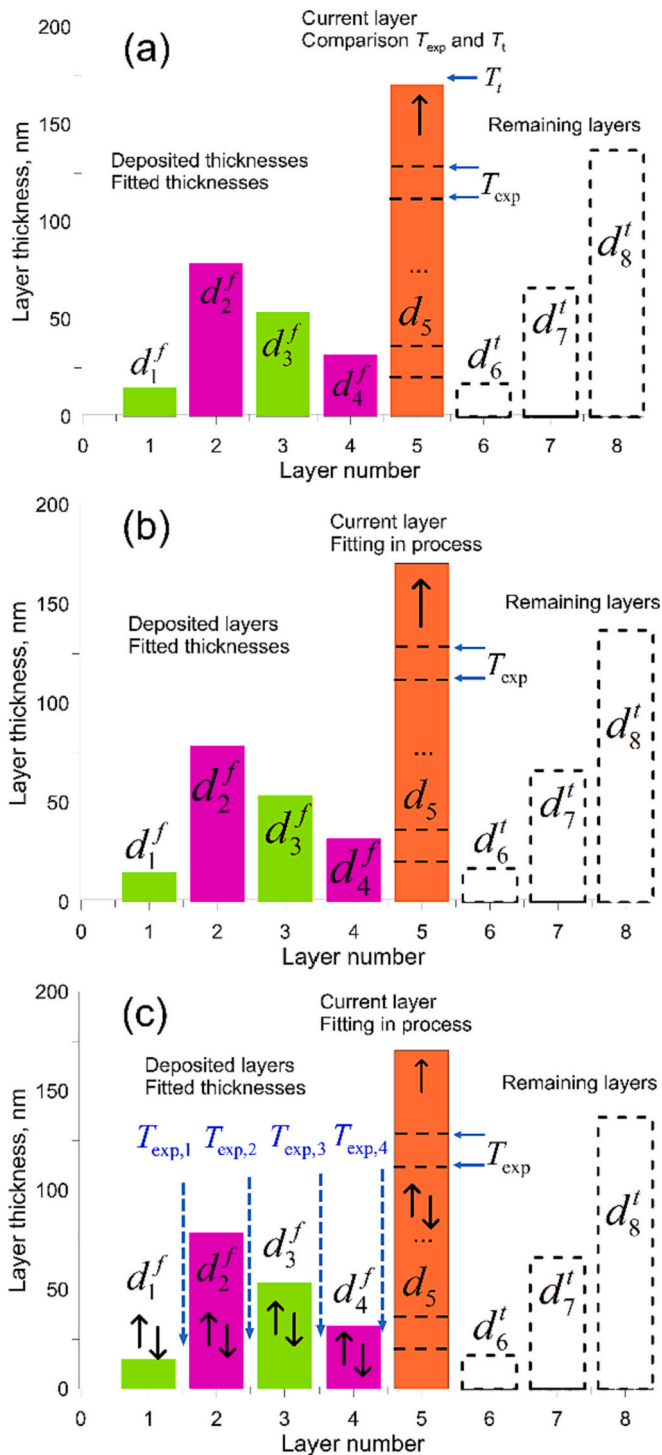 (a)
Current layer
Comparison T_exp and T_t
T_t
Deposited thicknesses
Fitted thicknesses
Remaining layers
T_exp
Layer thickness, nm
200
150
100
50
0
d_1^f
d_2^f
d_3^f
d_4^f
...
d_5
d_6^t
d_7^t
d_8^t
0 1 2 3 4 5 6 7 8
Layer number
(b)
Current layer
Fitting in process
Deposited layers
Fitted thicknesses
Remaining layers
T_exp
Layer thickness, nm
200
150
100
50
0
d_1^f
d_2^f
d_3^f
d_4^f
...
d_5
d_6^t
d_7^t
d_8^t
0 1 2 3 4 5 6 7 8
Layer number
(c)
Current layer
Fitting in process
Deposited layers
Fitted thicknesses
Remaining layers
T_exp,1 T_exp,2 T_exp,3 T_exp,4
T_exp
Layer thickness, nm
200
150
100
50
0
d_1^f
d_2^f
d_3^f
d_4^f
...
d_5
d_6^t
d_7^t
d_8^t
0 1 2 3 4 5 6 7 8
Layer number